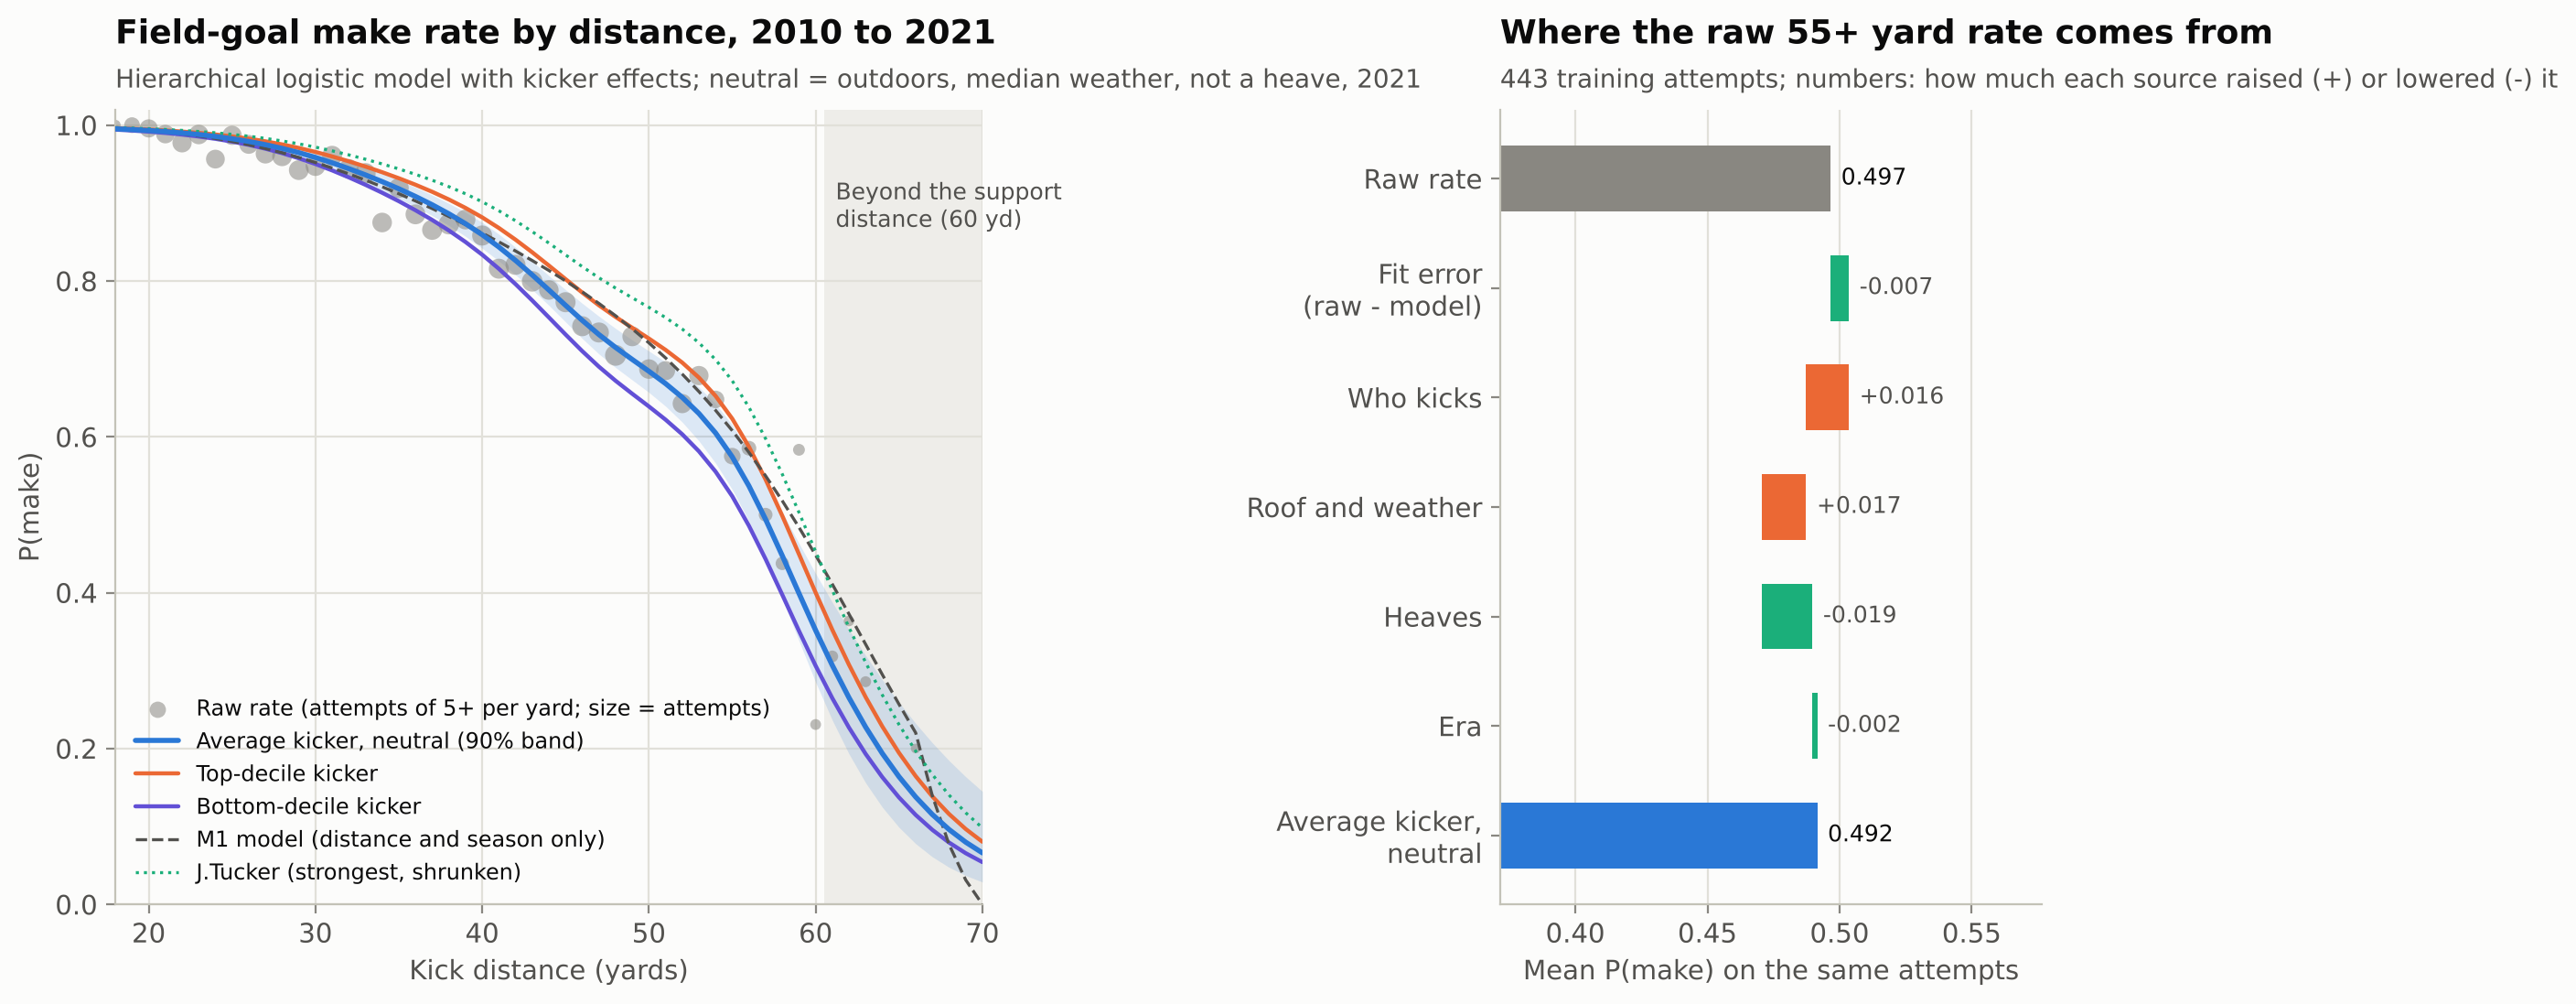 Field-goal make rate by distance, 2010 to 2021
Hierarchical logistic model with kicker effects; neutral = outdoors, median weather, not a heave, 2021
P(make)
1.0
0.8
0.6
0.4
0.2
0.0
Beyond the support
distance (60 yd)
Raw rate (attempts of 5+ per yard; size = attempts)
Average kicker, neutral (90% band)
Top-decile kicker
Bottom-decile kicker
M1 model (distance and season only)
J.Tucker (strongest, shrunken)
20 30 40 50 60 70
Kick distance (yards)
Where the raw 55+ yard rate comes from
443 training attempts; numbers: how much each source raised (+) or lowered (-) it
Raw rate 0.497
Fit error
(raw - model) -0.007
Who kicks +0.016
Roof and weather +0.017
Heaves -0.019
Era -0.002
Average kicker,
neutral 0.492
0.40 0.45 0.50 0.55
Mean P(make) on the same attempts